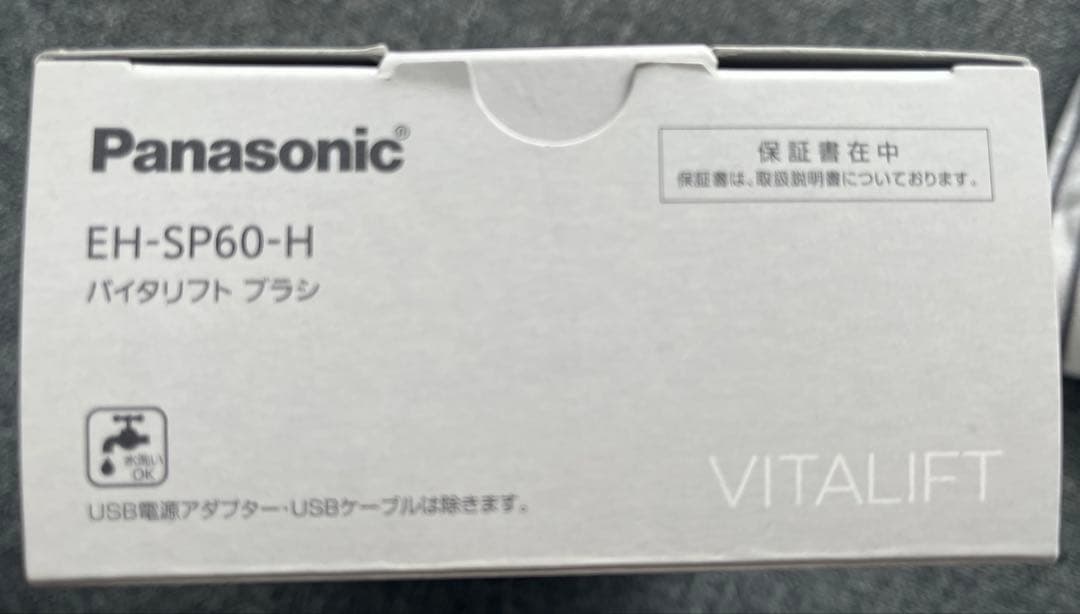 Panasonic®
保証書在中
保証書は、取扱説明書についております。
EH-SP60-H
バイタリフト ブラシ
水洗い
OK
USB電源アダプター・USBケーブルは除きます。
VITALIFT